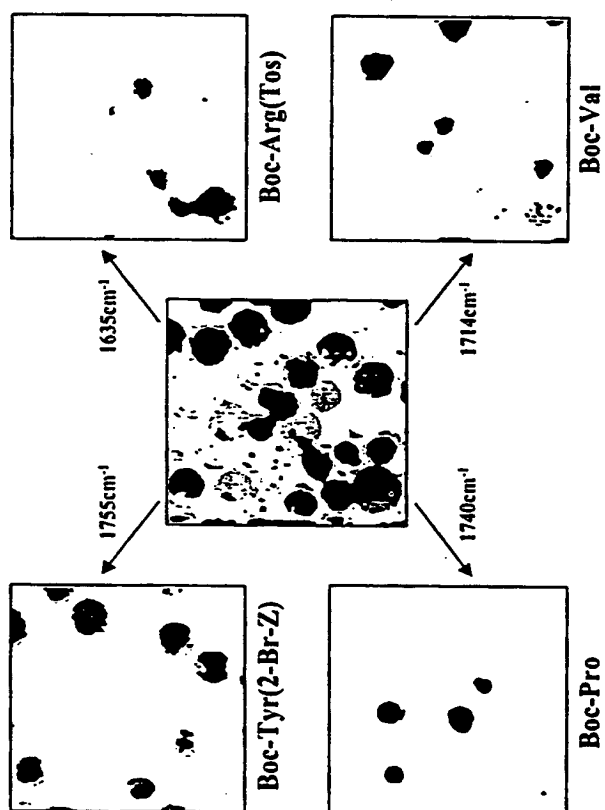 1755cm⁻¹
1635cm⁻¹
Boc-Tyr(2-Br-Z)
Boc-Arg(Tos)
1740cm⁻¹
1714cm⁻¹
Boc-Pro
Boc-Val